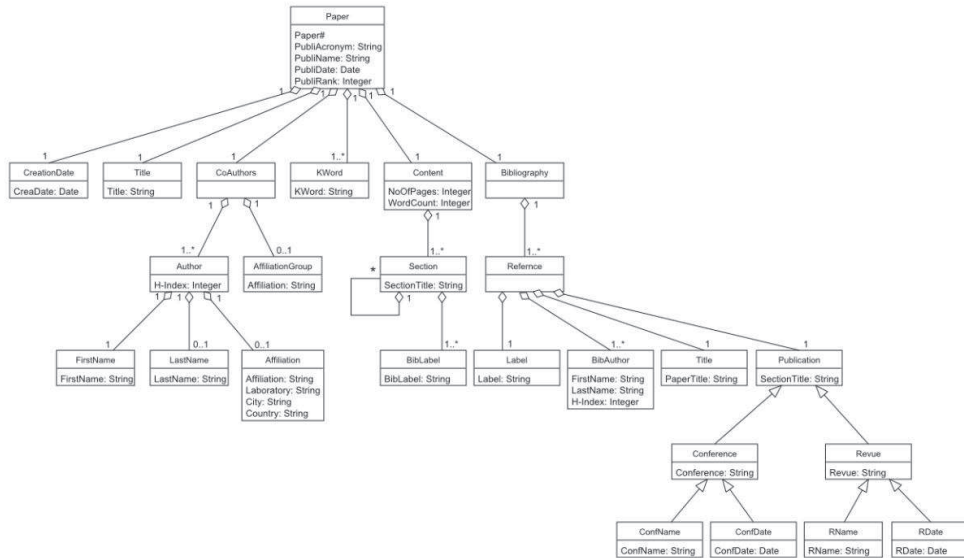 Paper
Paper#
PubliAcronym: String
PubliName: String
PubliDate: Date
PubliRank: Integer
1 1 1 1 1 1
1 1 1 1..* 1 1
CreationDate Title CoAuthors KWord Content Bibliography
CreaDate: Date Title: String KWord: String NoOfPages: Integer
WordCount: Integer
1 1 1 1
1..* 0..1 1..* 1..*
Author AffiliationGroup Section Refernce
H-Index: Integer Affiliation: String * SectionTitle: String
1 1 1 1
1 0..1 0..1 1..* 1 1..* 1 1
FirstName LastName Affiliation BibLabel Label BibAuthor Title Publication
FirstName: String LastName: String Affiliation: String BibLabel: String Label: String FirstName: String PaperTitle: String SectionTitle: String
Laboratory: String LastName: String
City: String H-Index: Integer
Country: String
Conference Revue
Conference: String Revue: String
ConfName ConfDate RName RDate
ConfName: String ConfDate: Date RName: String RDate: Date